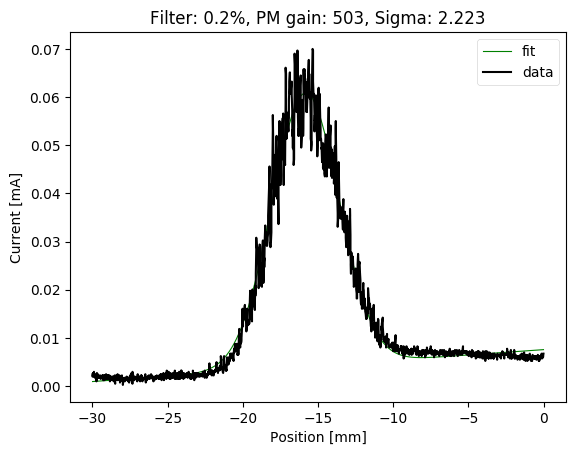 Filter: 0.2%, PM gain: 503, Sigma: 2.223
fit
data
Current [mA]
0.07
0.06
0.05
0.04
0.03
0.02
0.01
0.00
−30 −25 −20 −15 −10 −5 0
Position [mm]